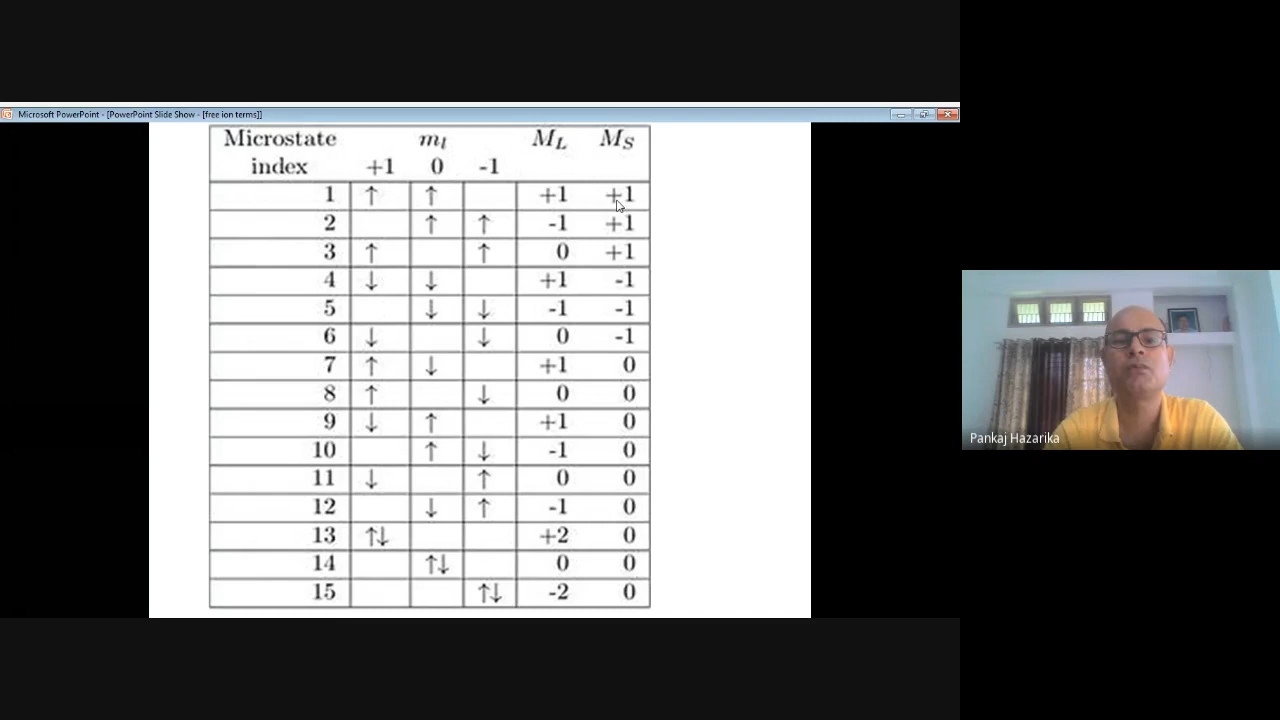 Microsoft PowerPoint - [PowerPoint Slide Show - [free ion terms]]
Microstate m_l M_L M_S
index +1 0 -1
1 ↑ ↑ +1 +1
2 ↑ ↑ -1 +1
3 ↑ ↑ 0 +1
4 ↓ ↓ +1 -1
5 ↓ ↓ -1 -1
6 ↓ ↓ 0 -1
7 ↑ ↓ +1 0
8 ↑ ↓ 0 0
9 ↓ ↑ +1 0
10 ↑ ↓ -1 0
11 ↓ ↑ 0 0
12 ↓ ↑ -1 0
13 ↑↓ +2 0
14 ↑↓ 0 0
15 ↑↓ -2 0
Pankaj Hazarika